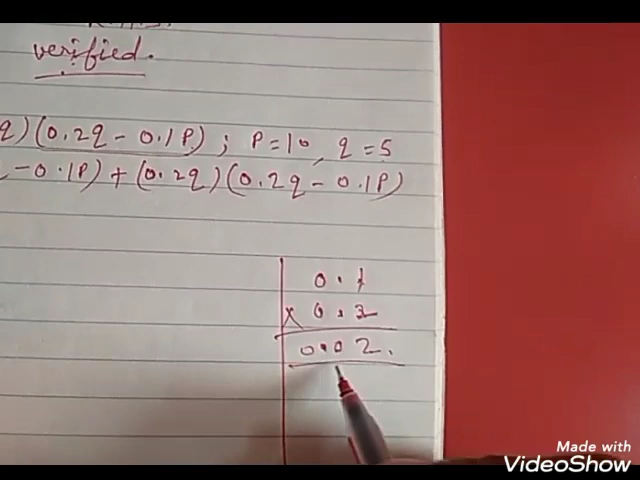 verified.
q)(0.2q - 0.1P) ; P=10, q=5
- 0.1P) + (0.2q)(0.2q - 0.1P)
0.1
× 0.2
0.02.
Made with
VideoShow